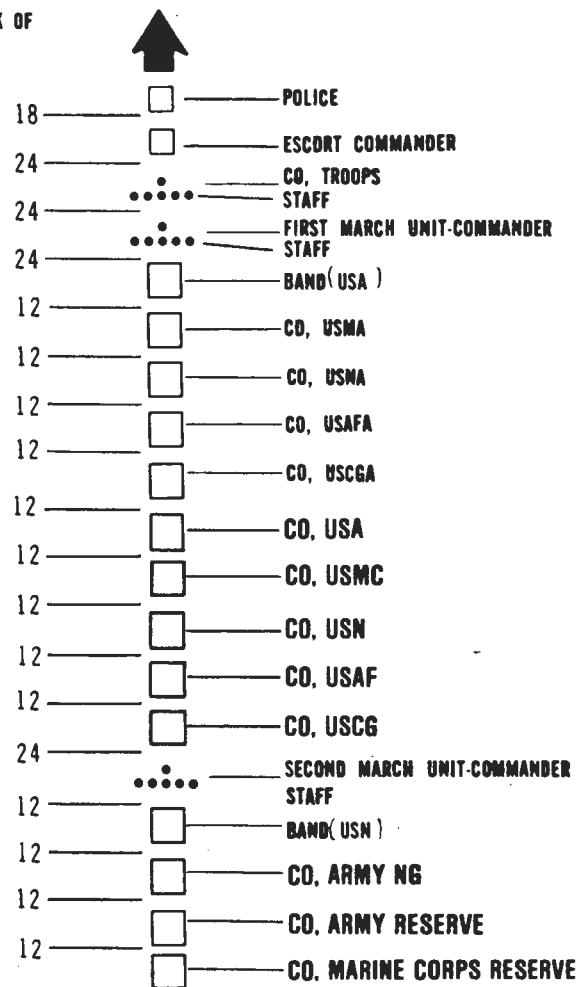 OF
POLICE
18
ESCORT COMMANDER
24
CO, TROOPS
STAFF
24
FIRST MARCH UNIT-COMMANDER
STAFF
24
BAND (USA)
12
CO, USMA
12
CO, USNA
12
CO, USAFA
12
CO, USCGA
12
CO, USA
12
CO, USMC
12
CO, USN
12
CO, USAF
12
CO, USCG
24
SECOND MARCH UNIT-COMMANDER
STAFF
12
BAND (USN)
12
CO, ARMY NG
12
CO, ARMY RESERVE
12
CO, MARINE CORPS RESERVE